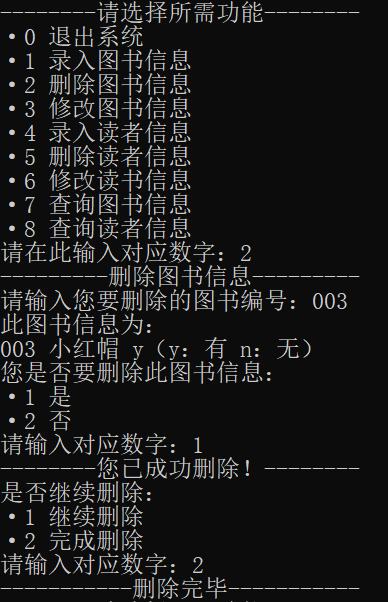 --------请选择所需功能--------
·0 退出系统
·1 录入图书信息
·2 删除图书信息
·3 修改图书信息
·4 录入读者信息
·5 删除读者信息
·6 修改读书信息
·7 查询图书信息
·8 查询读者信息
请在此输入对应数字：2
---------删除图书信息---------
请输入您要删除的图书编号：003
此图书信息为：
003 小红帽 y（y：有 n：无）
您是否要删除此图书信息：
·1 是
·2 否
请输入对应数字：1
--------您已成功删除！--------
是否继续删除：
·1 继续删除
·2 完成删除
请输入对应数字：2
-----------删除完毕-----------